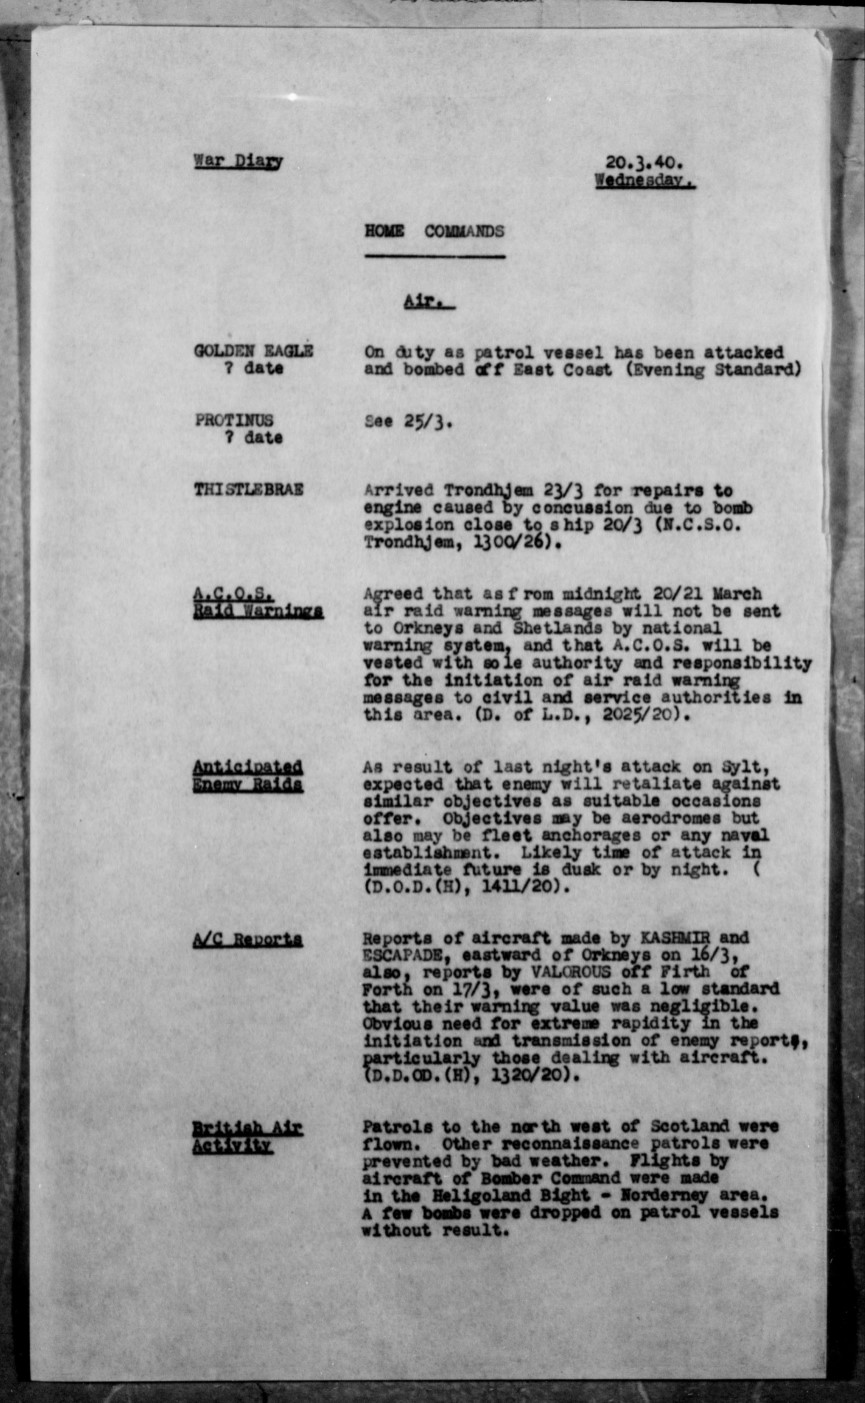 War Diary
20.3.40.
Wednesday.
HOME COMMANDS
Air.
GOLDEN EAGLE On duty as patrol vessel has been attacked
? date and bombed off East Coast (Evening Standard)
PROTINUS See 25/3.
? date
THISTLEBRAE Arrived Trondhjem 23/3 for repairs to
engine caused by concussion due to bomb
explosion close to s hip 20/3 (N.C.S.O.
Trondhjem, 1300/26).
A.C.O.S. Agreed that as f rom midnight 20/21 March
Raid Warnings air raid warning messages will not be sent
to Orkneys and Shetlands by national
warning system, and that A.C.O.S. will be
vested with sole authority and responsibility
for the initiation of air raid warning
messages to civil and service authorities in
this area. (D. of L.D., 2025/20).
Anticipated As result of last night's attack on Sylt,
Enemy Raids expected that enemy will retaliate against
similar objectives as suitable occasions
offer. Objectives may be aerodromes but
also may be fleet anchorages or any naval
establishment. Likely time of attack in
immediate future is dusk or by night. (
(D.O.D.(H), 1411/20).
A/C Reports Reports of aircraft made by KASHMIR and
ESCAPADE, eastward of Orkneys on 16/3,
also, reports by VALOROUS off Firth of
Forth on 17/3, were of such a low standard
that their warning value was negligible.
Obvious need for extreme rapidity in the
initiation and transmission of enemy reports,
particularly those dealing with aircraft.
(D.D.OD.(H), 1320/20).
British Air Patrols to the north west of Scotland were
Activity flown. Other reconnaissance patrols were
prevented by bad weather. Flights by
aircraft of Bomber Command were made
in the Heligoland Bight - Norderney area.
A few bombs were dropped on patrol vessels
without result.